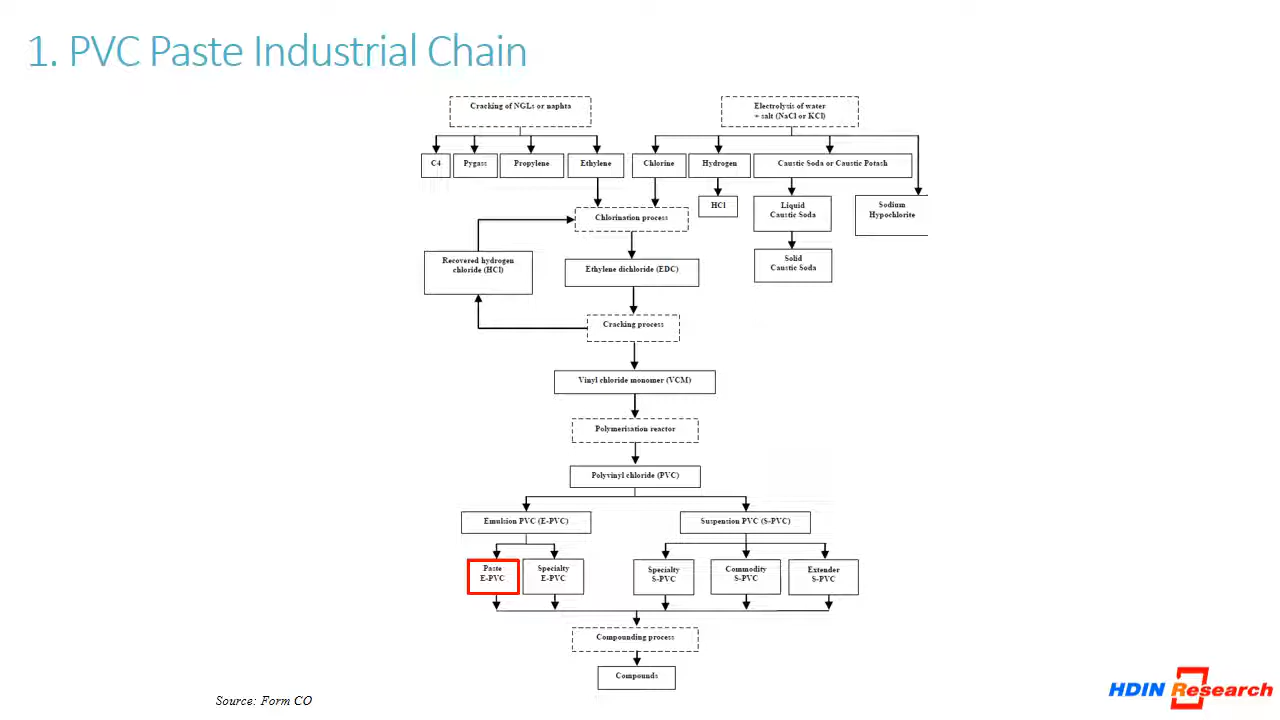 1. PVC Paste Industrial Chain
Cracking of NGLs or naphta
Electrolysis of water
+ salt (NaCl or KCl)
C4
Pygass
Propylene
Ethylene
Chlorine
Hydrogen
Caustic Soda or Caustic Potash
HCl
Liquid
Caustic Soda
Sodium
Hypochlorite
Chlorination process
Solid
Caustic Soda
Recovered hydrogen
chloride (HCl)
Ethylene dichloride (EDC)
Cracking process
Vinyl chloride monomer (VCM)
Polymerisation reactor
Polyvinyl chloride (PVC)
Emulsion PVC (E-PVC)
Suspension PVC (S-PVC)
Paste
E-PVC
Specialty
E-PVC
Specialty
S-PVC
Commodity
S-PVC
Extender
S-PVC
Compounding process
Compounds
Source: Form CO
HDIN Research